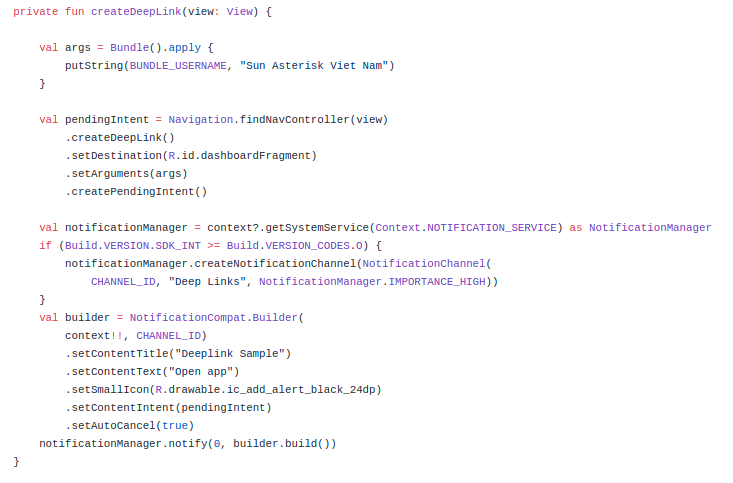 private fun createDeepLink(view: View) {
val args = Bundle().apply {
putString(BUNDLE_USERNAME, "Sun Asterisk Viet Nam")
}
val pendingIntent = Navigation.findNavController(view)
.createDeepLink()
.setDestination(R.id.dashboardFragment)
.setArguments(args)
.createPendingIntent()
val notificationManager = context?.getSystemService(Context.NOTIFICATION_SERVICE) as NotificationManager
if (Build.VERSION.SDK_INT >= Build.VERSION_CODES.O) {
notificationManager.createNotificationChannel(NotificationChannel(
CHANNEL_ID, "Deep Links", NotificationManager.IMPORTANCE_HIGH))
}
val builder = NotificationCompat.Builder(
context!!, CHANNEL_ID)
.setContentTitle("Deeplink Sample")
.setContentText("Open app")
.setSmallIcon(R.drawable.ic_add_alert_black_24dp)
.setContentIntent(pendingIntent)
.setAutoCancel(true)
notificationManager.notify(0, builder.build())
}